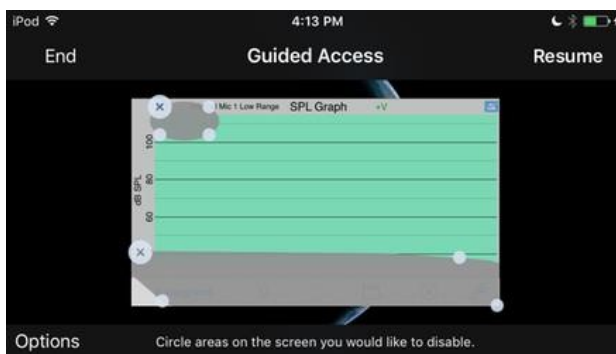 iPod 4:13 PM
End Guided Access Resume
Mic 1 Low Range SPL Graph +V
100
80
dB SPL
60
Options Circle areas on the screen you would like to disable.